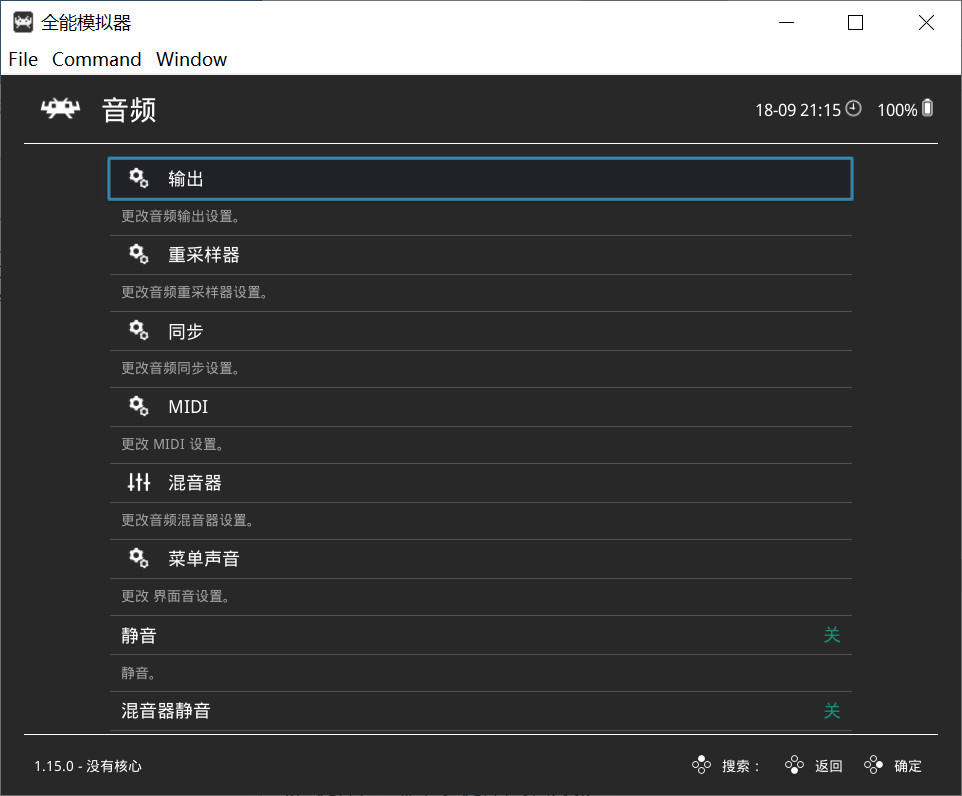 全能模拟器
File Command Window
音频 18-09 21:15 100%
输出
更改音频输出设置。
重采样器
更改音频重采样器设置。
同步
更改音频同步设置。
MIDI
更改 MIDI 设置。
混音器
更改音频混音器设置。
菜单声音
更改 界面音设置。
静音 关
静音。
混音器静音 关
1.15.0 - 没有核心 搜索： 返回 确定